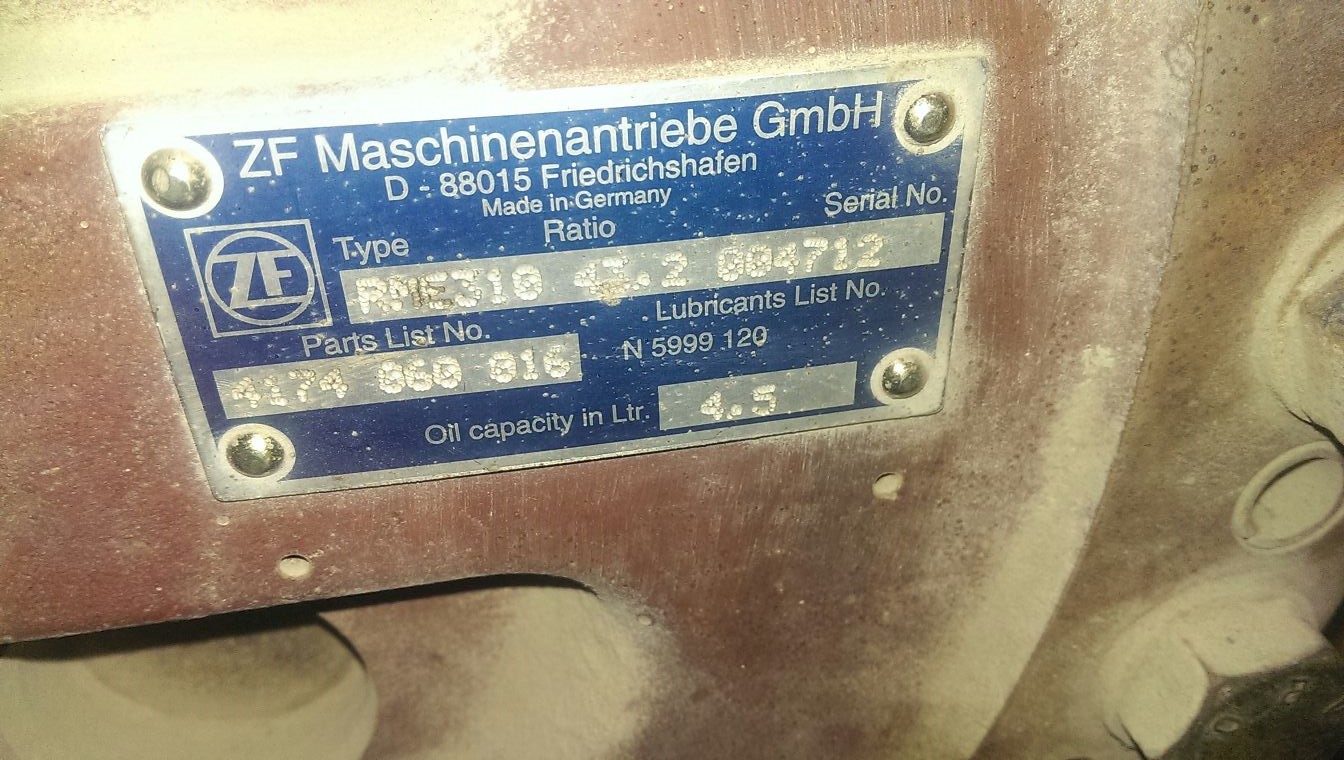 ZF Maschinenantriebe GmbH
D - 88015 Friedrichshafen
Made in Germany
Type Ratio Serial No.
ZF
RME310 43.2 004712
Parts List No. Lubricants List No.
4174 060 016 N 5999 120
Oil capacity in Ltr. 4.5